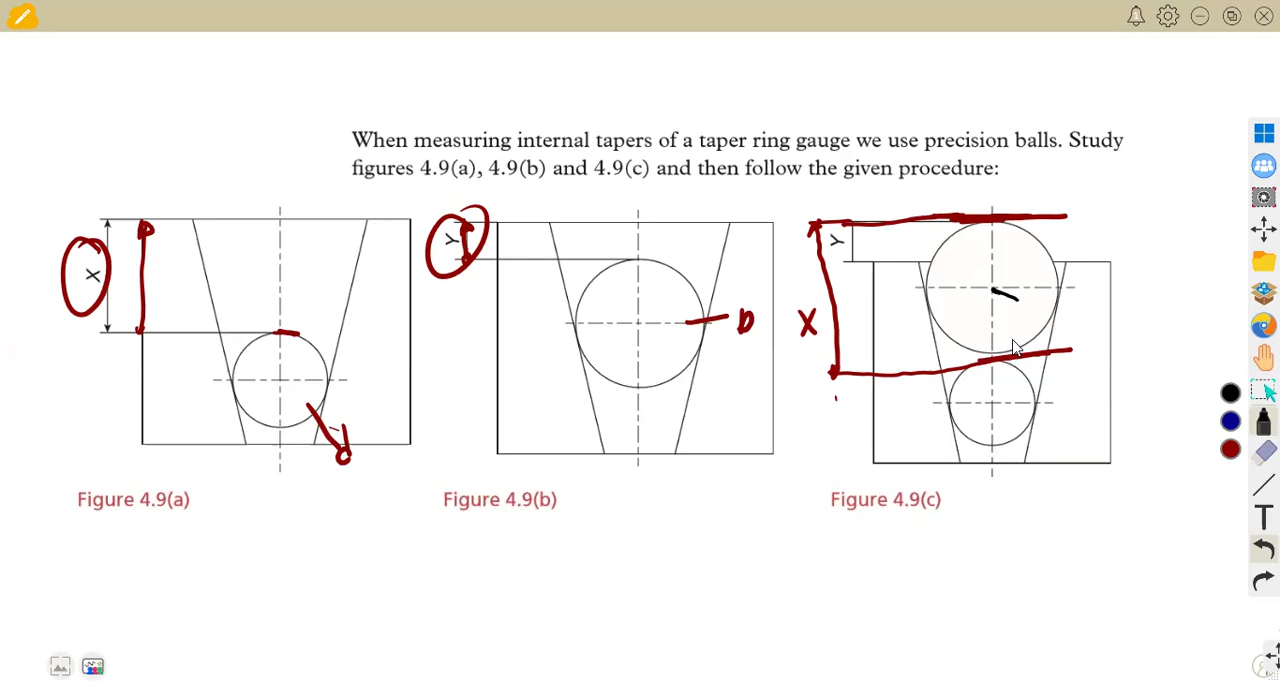 When measuring internal tapers of a taper ring gauge we use precision balls. Study
figures 4.9(a), 4.9(b) and 4.9(c) and then follow the given procedure:
X
d
Figure 4.9(a)
Y
D
Figure 4.9(b)
Y
X
Figure 4.9(c)
T